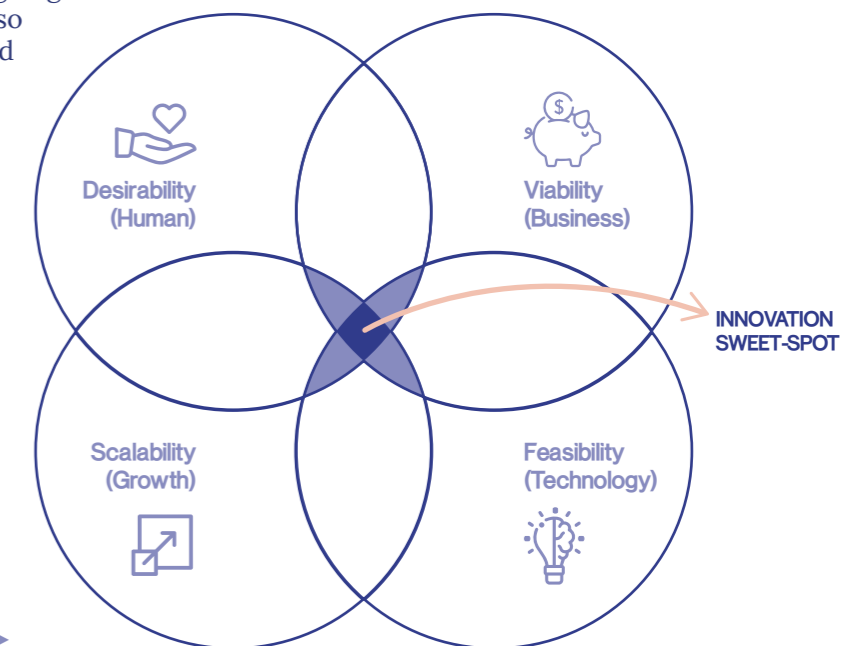 so
d
Desirability
(Human)
$
Viability
(Business)
INNOVATION
SWEET-SPOT
Scalability
(Growth)
Feasibility
(Technology)